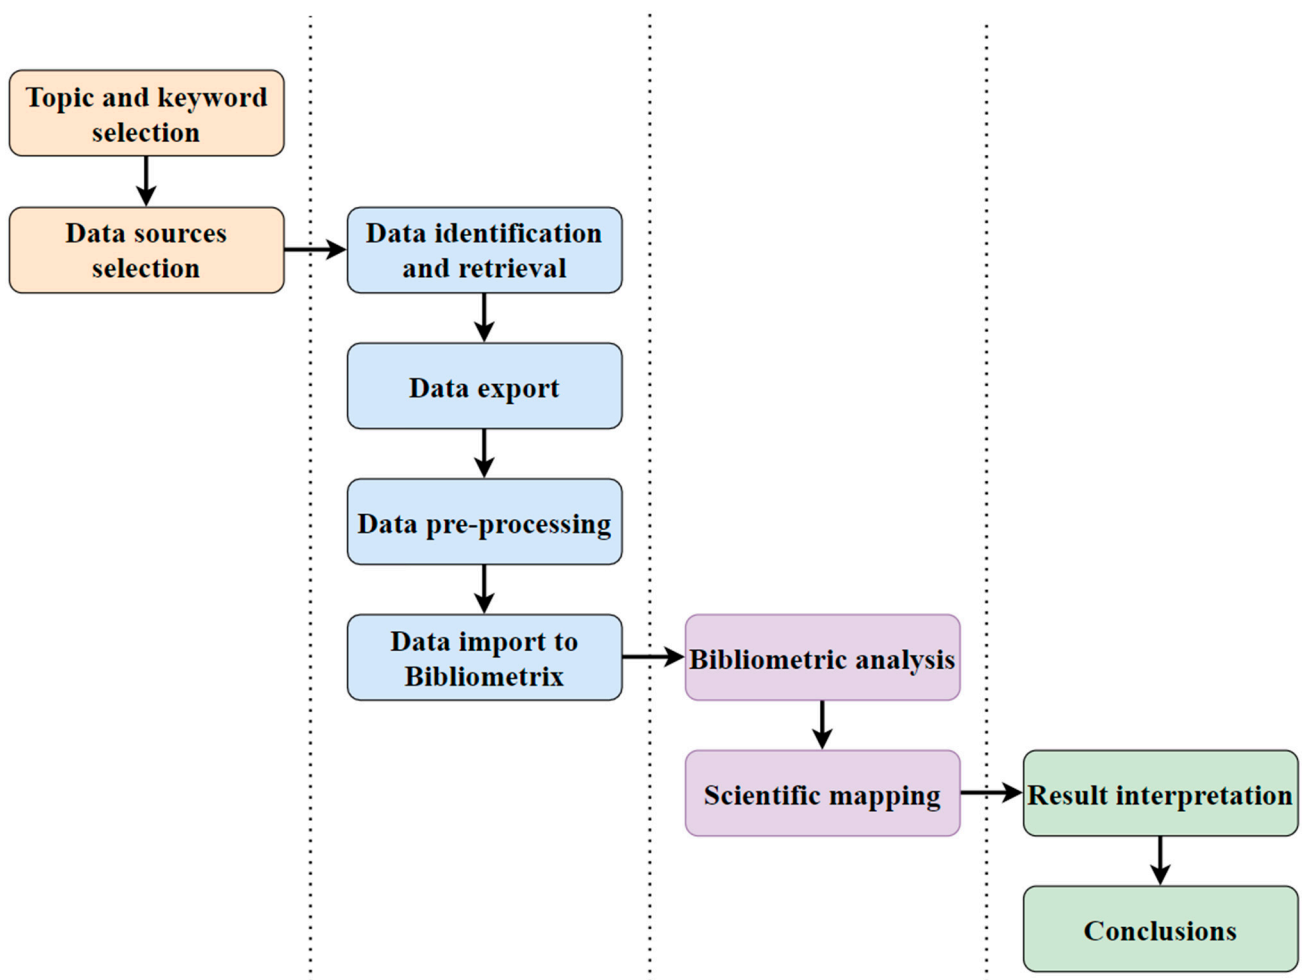 Topic and keyword
selection
Data sources
selection
Data identification
and retrieval
Data export
Data pre-processing
Data import to
Bibliometrix
Bibliometric analysis
Scientific mapping
Result interpretation
Conclusions